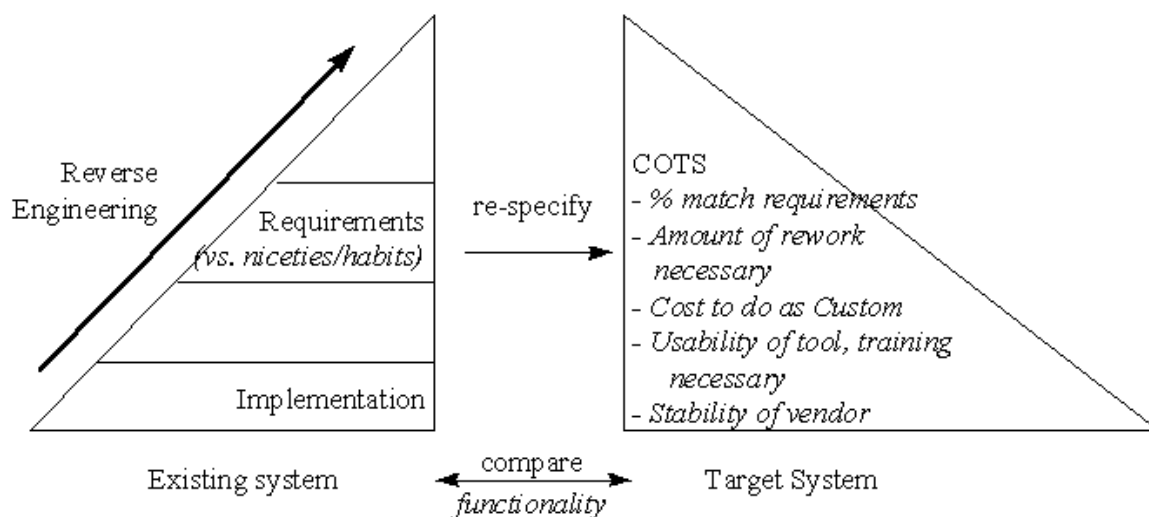 Reverse
Engineering
Requirements
(vs. niceties/habits)
Implementation
re-specify
COTS
- % match requirements
- Amount of rework
necessary
- Cost to do as Custom
- Usability of tool, training
necessary
- Stability of vendor
Existing system
compare
functionality
Target System